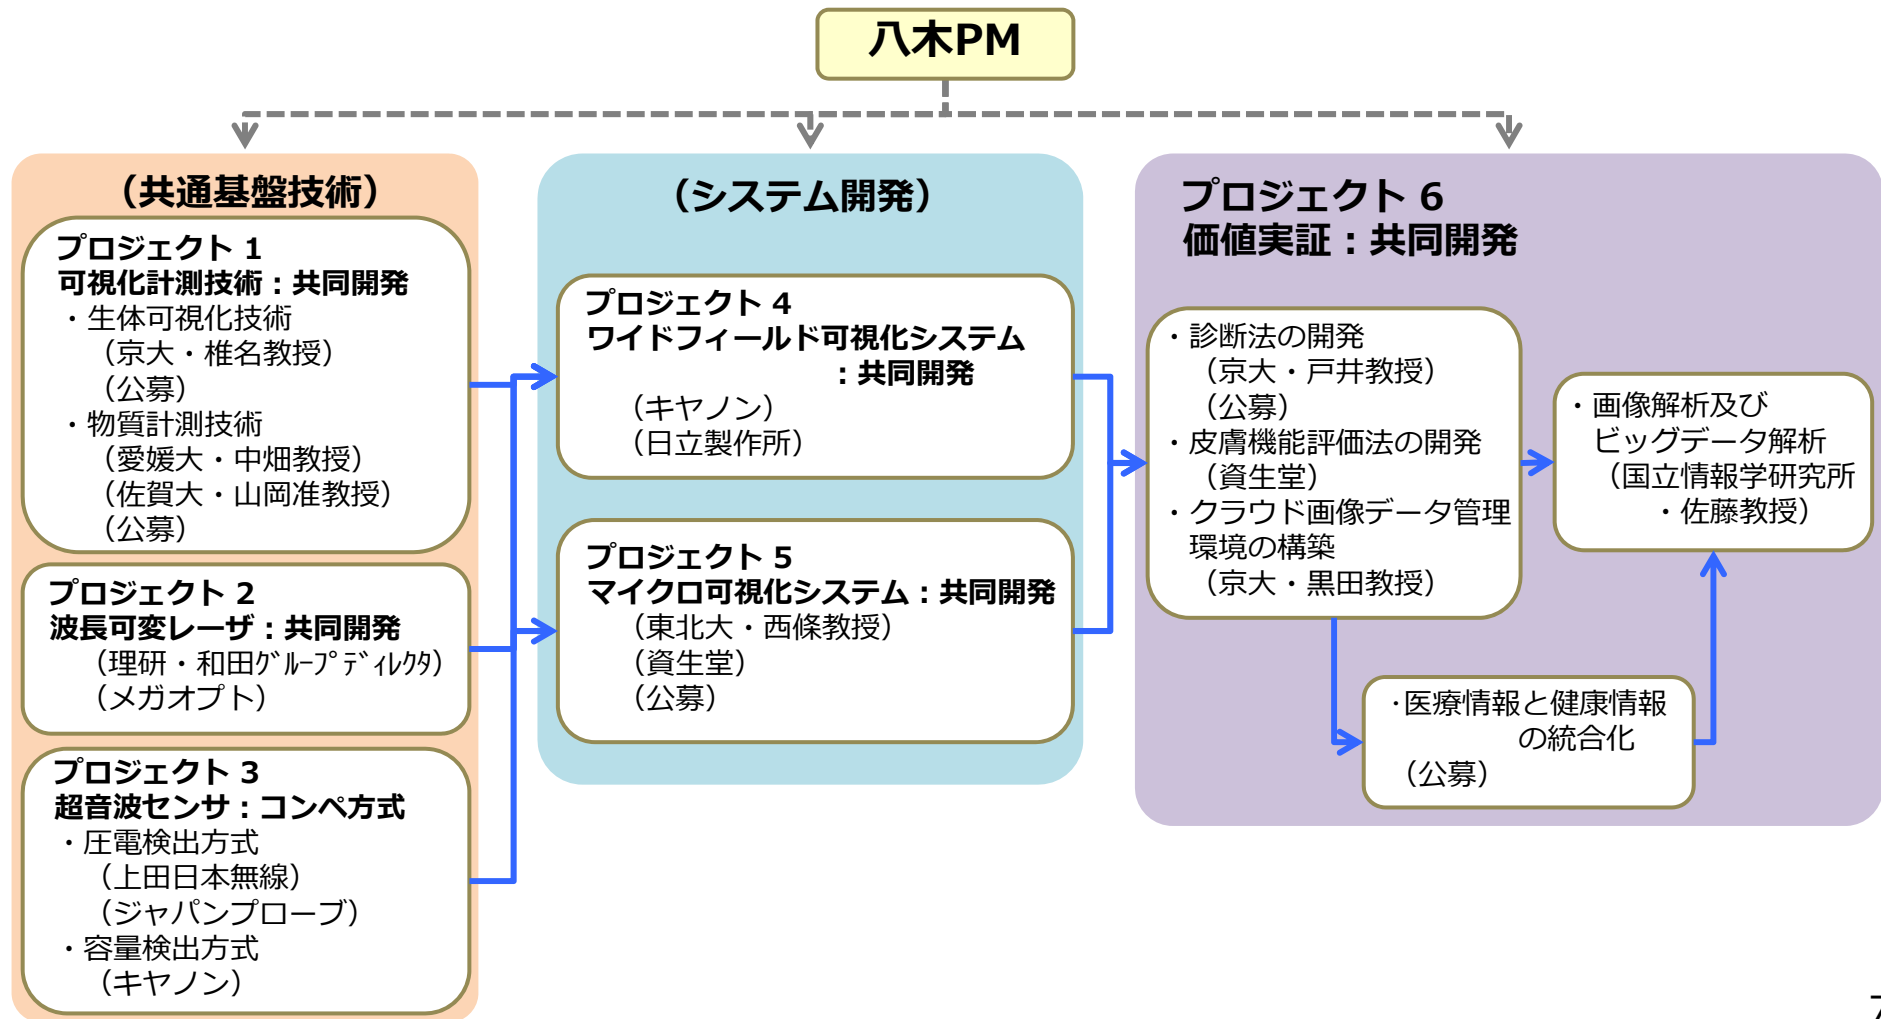 八木PM
（共通基盤技術）
プロジェクト 1
可視化計測技術：共同開発
・生体可視化技術
（京大・椎名教授）
（公募）
・物質計測技術
（愛媛大・中畑教授）
（佐賀大・山岡准教授）
（公募）
プロジェクト 2
波長可変レーザ：共同開発
（理研・和田ｸﾞﾙｰﾌﾟﾃﾞｨﾚｸﾀ）
（メガオプト）
プロジェクト 3
超音波センサ：コンペ方式
・圧電検出方式
（上田日本無線）
（ジャパンプローブ）
・容量検出方式
（キヤノン）
（システム開発）
プロジェクト 4
ワイドフィールド可視化システム
：共同開発
（キヤノン）
（日立製作所）
プロジェクト 5
マイクロ可視化システム：共同開発
（東北大・西條教授）
（資生堂）
（公募）
プロジェクト 6
価値実証：共同開発
・診断法の開発
（京大・戸井教授）
（公募）
・皮膚機能評価法の開発
（資生堂）
・クラウド画像データ管理
環境の構築
（京大・黒田教授）
・画像解析及び
ビッグデータ解析
（国立情報学研究所
・佐藤教授）
・医療情報と健康情報
の統合化
（公募）
7